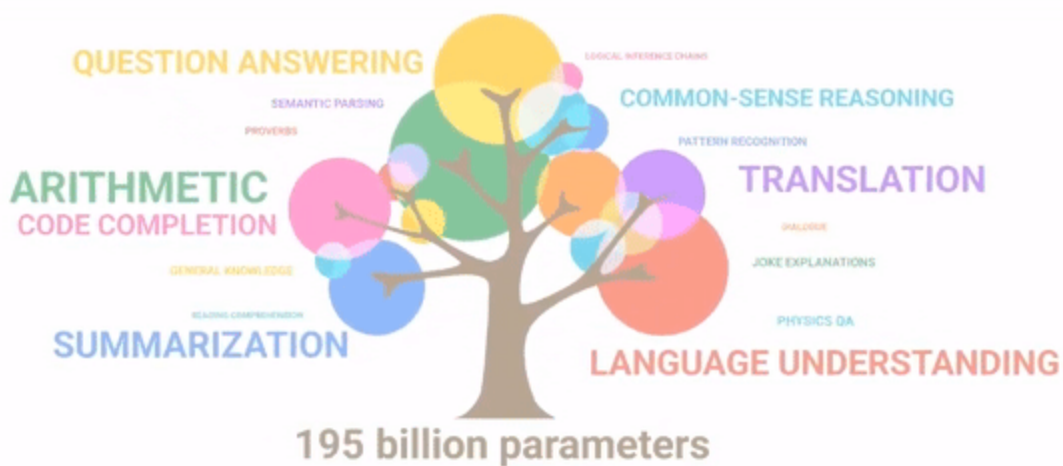 QUESTION ANSWERING
LOGICAL INFERENCE CHAINS
SEMANTIC PARSING
COMMON-SENSE REASONING
PROVERBS
PATTERN RECOGNITION
ARITHMETIC
TRANSLATION
CODE COMPLETION
DIALOGUE
GENERAL KNOWLEDGE
JOKE EXPLANATIONS
READING COMPREHENSION
PHYSICS QA
SUMMARIZATION
LANGUAGE UNDERSTANDING
195 billion parameters